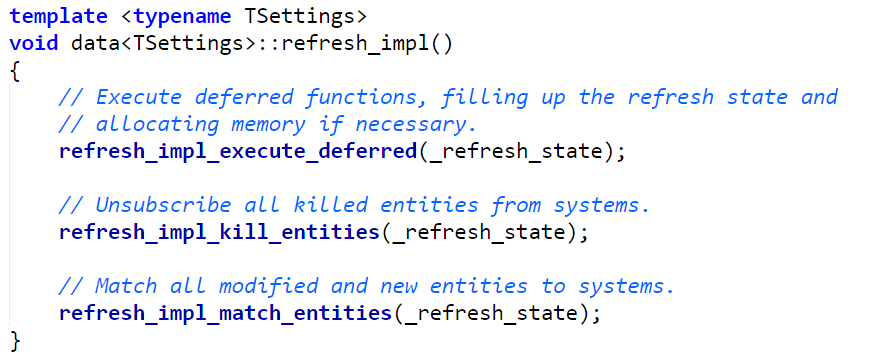 template <typename TSettings>
void data<TSettings>::refresh_impl()
{
    // Execute deferred functions, filling up the refresh state and
    // allocating memory if necessary.
    refresh_impl_execute_deferred(_refresh_state);

    // Unsubscribe all killed entities from systems.
    refresh_impl_kill_entities(_refresh_state);

    // Match all modified and new entities to systems.
    refresh_impl_match_entities(_refresh_state);
}